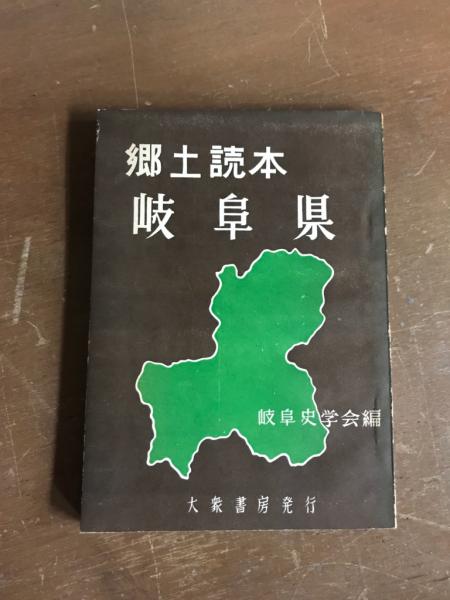 郷土読本
岐阜県
岐阜史学会編
大衆書房発行